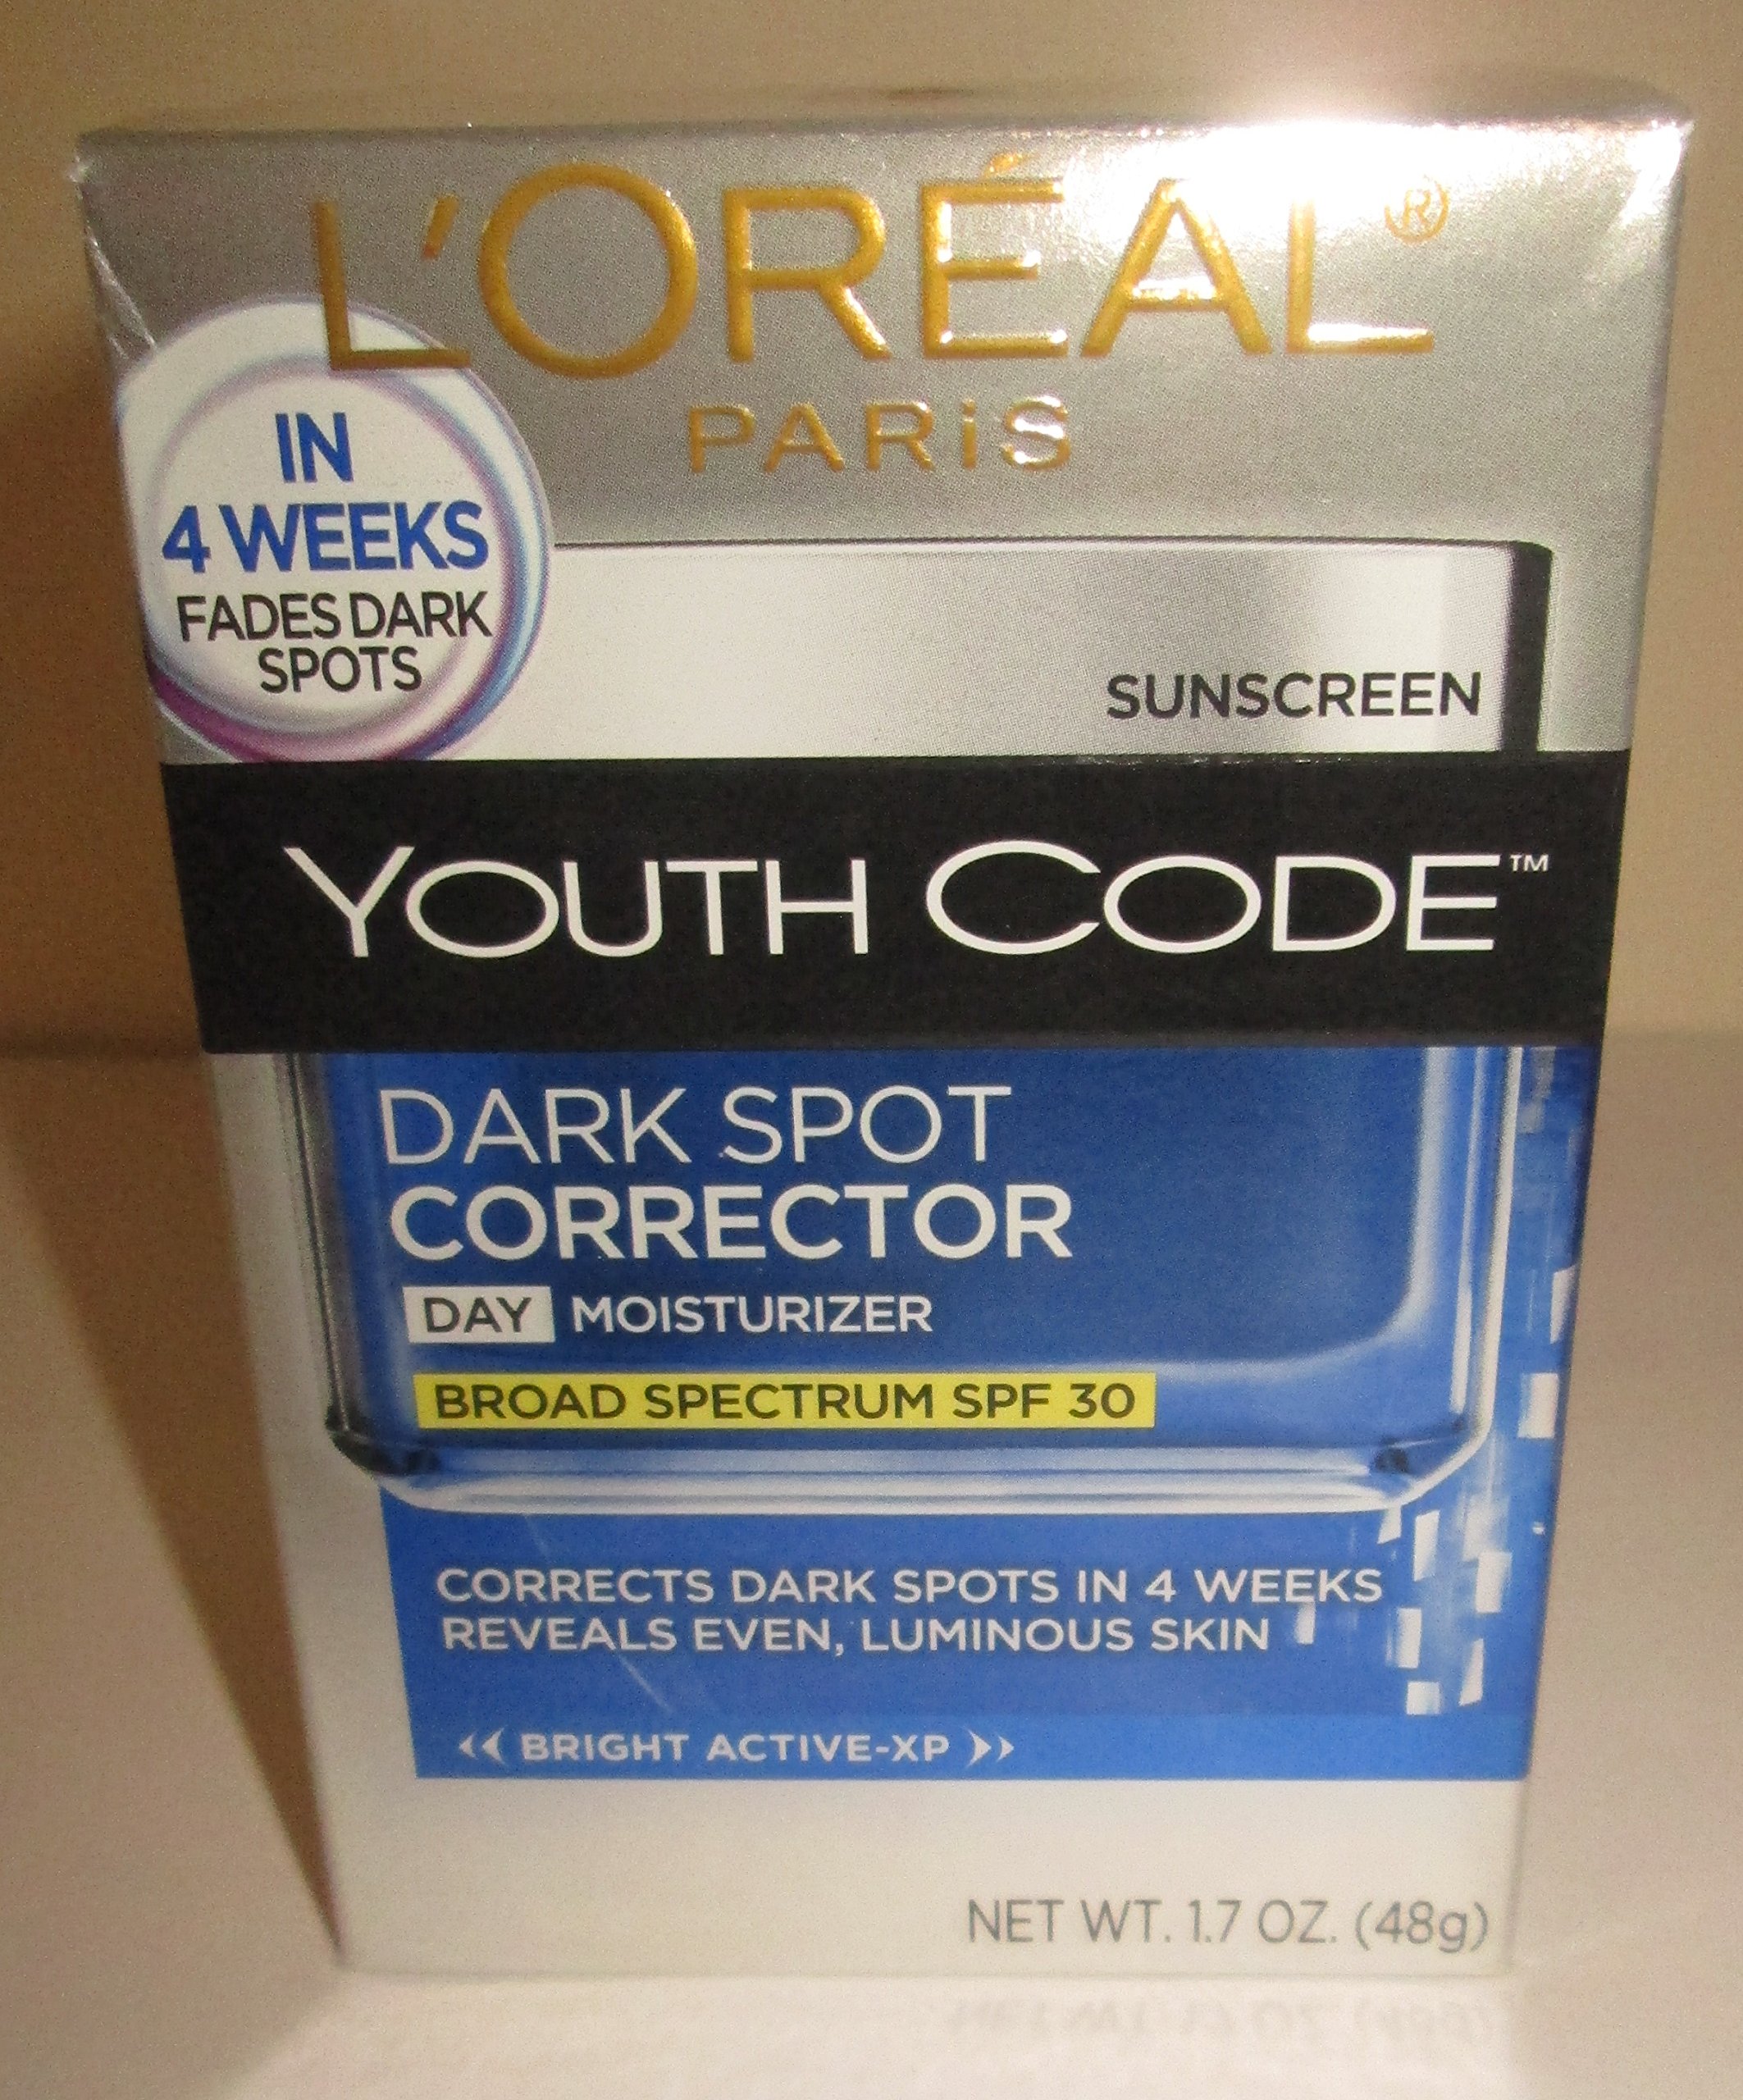 L'ORÉAL®
PARiS
IN
4 WEEKS
FADES DARK
SPOTS
SUNSCREEN
YOUTH CODE™
DARK SPOT
CORRECTOR
DAY MOISTURIZER
BROAD SPECTRUM SPF 30
CORRECTS DARK SPOTS IN 4 WEEKS
REVEALS EVEN, LUMINOUS SKIN
‹‹ BRIGHT ACTIVE-XP ››
NET WT. 1.7 OZ. (48g)